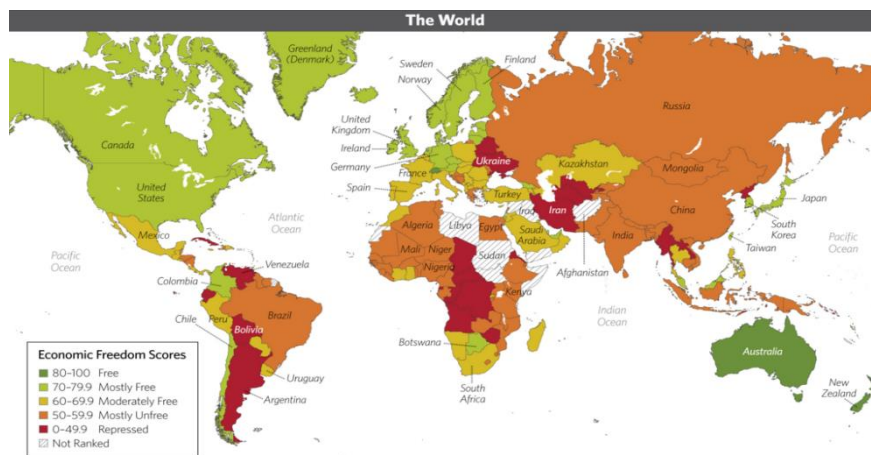 The World
Greenland
(Denmark)
Sweden
Norway
Finland
Russia
Canada
United
Kingdom
Ireland
Germany
Ukraine
Kazakhstan
Mongolia
France
United
States
Spain
Turkey
Japan
Atlantic
Ocean
Iraq
Iran
China
South
Korea
Mexico
Algeria
Libya
Egypt
Saudi
Arabia
India
Taiwan
Pacific
Ocean
Pacific
Ocean
Venezuela
Mali
Niger
Sudan
Afghanistan
Colombia
Nigeria
Kenya
Indian
Ocean
Peru
Brazil
Chile
Bolivia
Botswana
Australia
Economic Freedom Scores
80–100 Free
70–79.9 Mostly Free
60–69.9 Moderately Free
50–59.9 Mostly Unfree
0–49.9 Repressed
Not Ranked
Uruguay
Argentina
South
Africa
New
Zealand